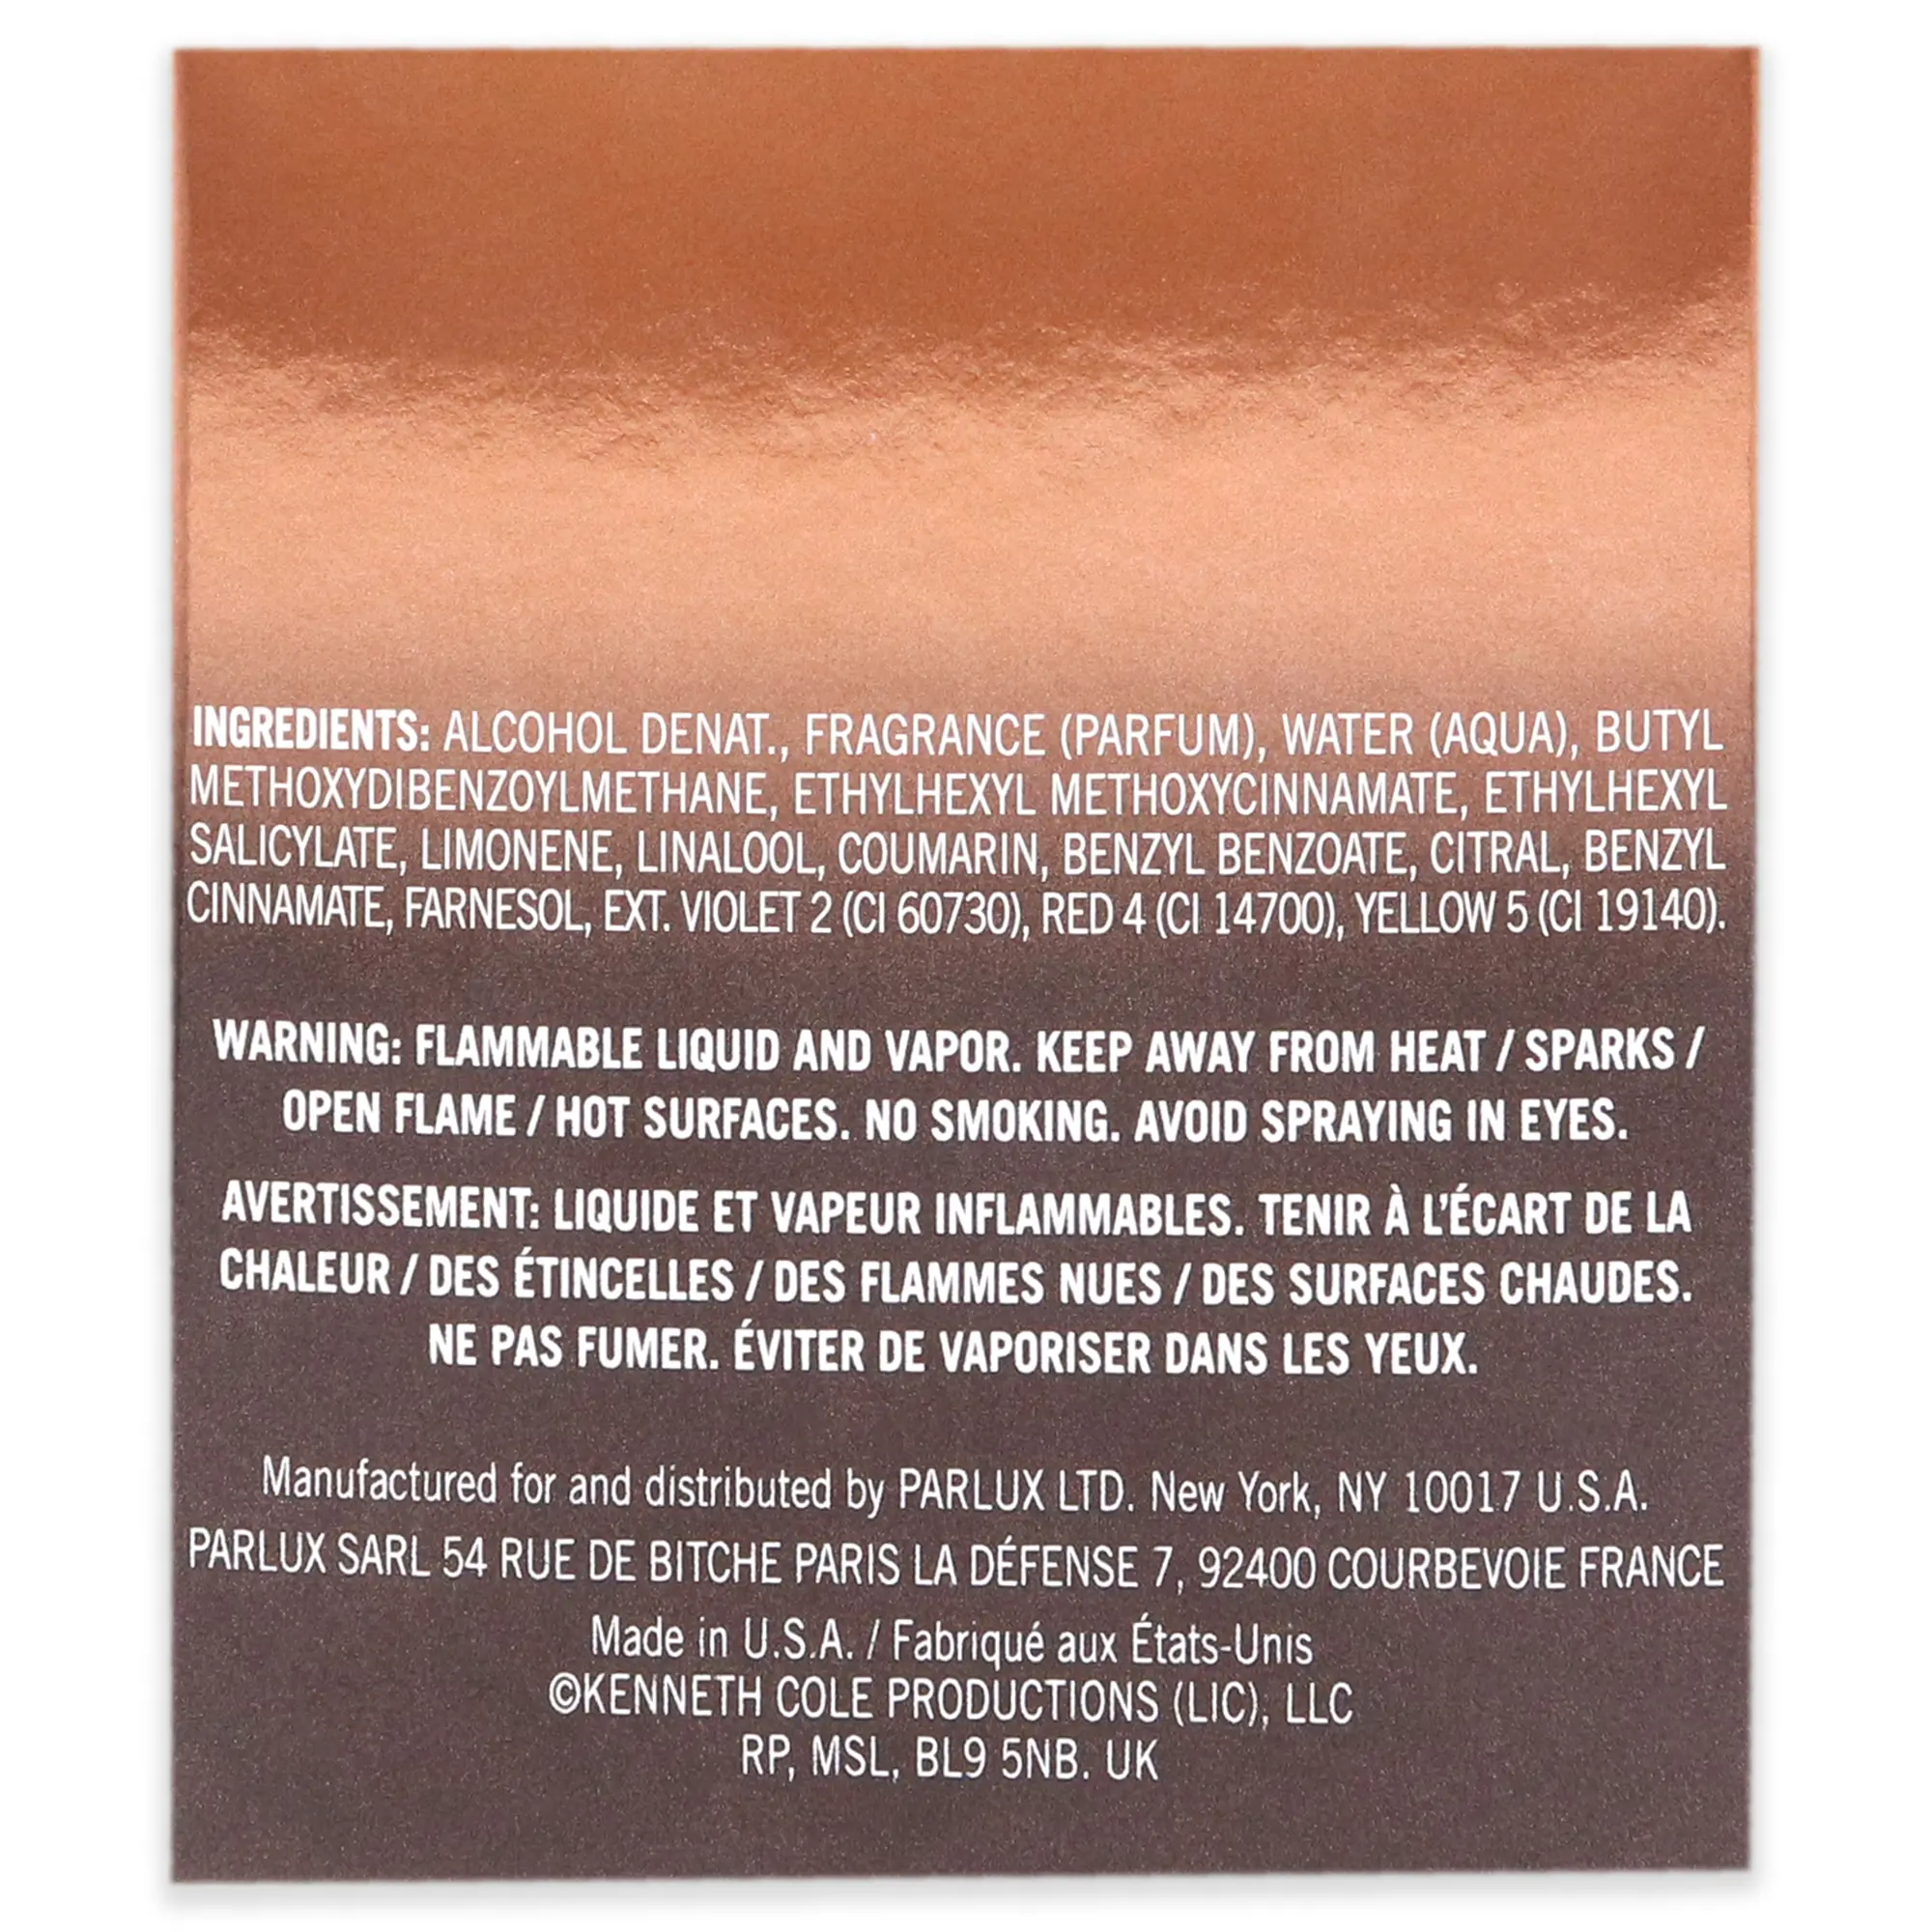 INGREDIENTS: ALCOHOL DENAT., FRAGRANCE (PARFUM), WATER (AQUA), BUTYL
METHOXYDIBENZOYLMETHANE, ETHYLHEXYL METHOXYCINNAMATE, ETHYLHEXYL
SALICYLATE, LIMONENE, LINALOOL, COUMARIN, BENZYL BENZOATE, CITRAL, BENZYL
CINNAMATE, FARNESOL, EXT. VIOLET 2 (CI 60730), RED 4 (CI 14700), YELLOW 5 (CI 19140).
WARNING: FLAMMABLE LIQUID AND VAPOR. KEEP AWAY FROM HEAT / SPARKS /
OPEN FLAME / HOT SURFACES. NO SMOKING. AVOID SPRAYING IN EYES.
AVERTISSEMENT: LIQUIDE ET VAPEUR INFLAMMABLES. TENIR À L'ÉCART DE LA
CHALEUR / DES ÉTINCELLES / DES FLAMMES NUES / DES SURFACES CHAUDES.
NE PAS FUMER. ÉVITER DE VAPORISER DANS LES YEUX.
Manufactured for and distributed by PARLUX LTD. New York, NY 10017 U.S.A.
PARLUX SARL 54 RUE DE BITCHE PARIS LA DÉFENSE 7, 92400 COURBEVOIE FRANCE
Made in U.S.A. / Fabriqué aux États-Unis
©KENNETH COLE PRODUCTIONS (LIC), LLC
RP, MSL, BL9 5NB. UK